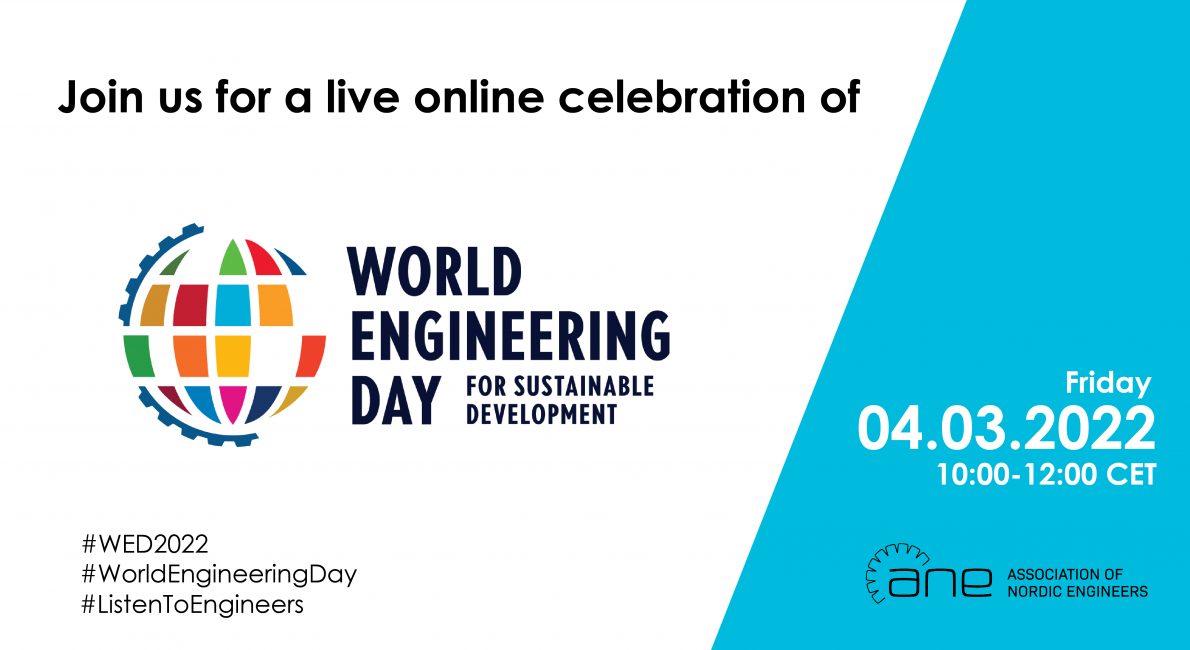 Join us for a live online celebration of
WORLD
ENGINEERING
DAY FOR SUSTAINABLE
DEVELOPMENT
Friday
04.03.2022
10:00-12:00 CET
#WED2022
#WorldEngineeringDay
#ListenToEngineers
ane ASSOCIATION OF
NORDIC ENGINEERS